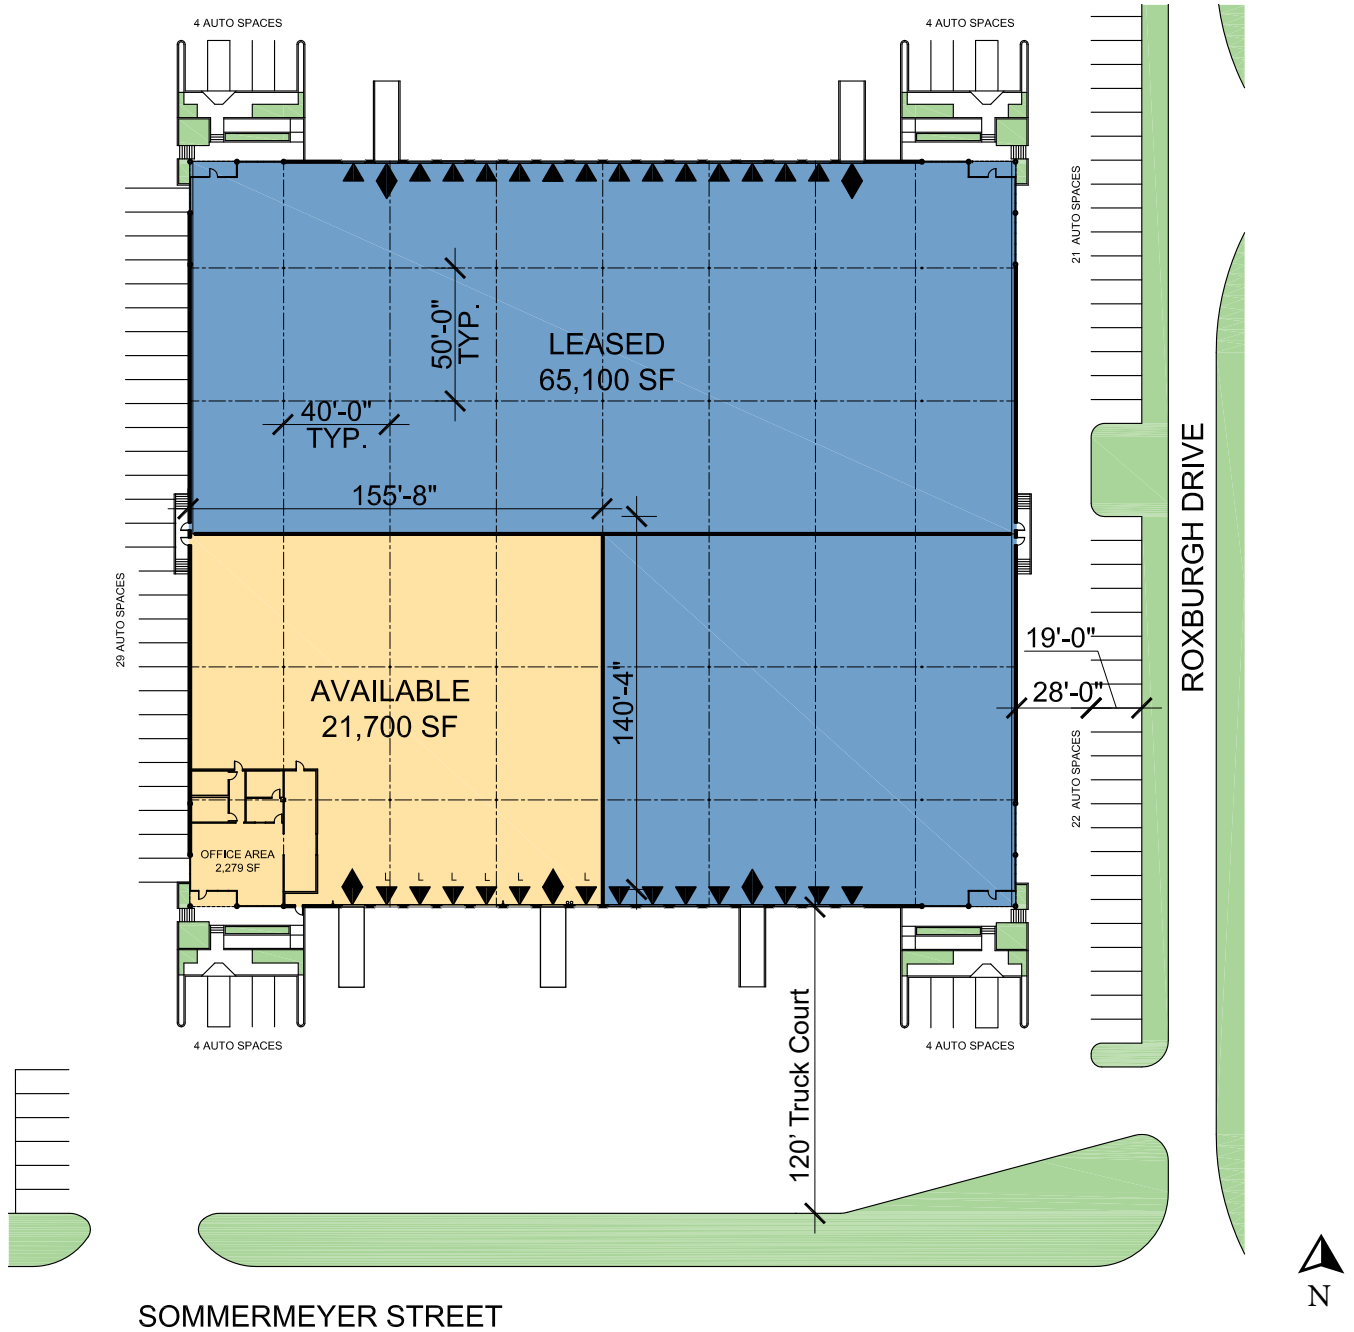 4 AUTO SPACES
4 AUTO SPACES
21 AUTO SPACES
50'-0"
TYP.
LEASED
65,100 SF
40'-0"
TYP.
155'-8"
ROXBURGH DRIVE
29 AUTO SPACES
19'-0"
28'-0"
AVAILABLE
21,700 SF
140'-4"
22 AUTO SPACES
OFFICE AREA
2,279 SF
L L L L L L
4 AUTO SPACES
4 AUTO SPACES
120' Truck Court
N
SOMMERMEYER STREET